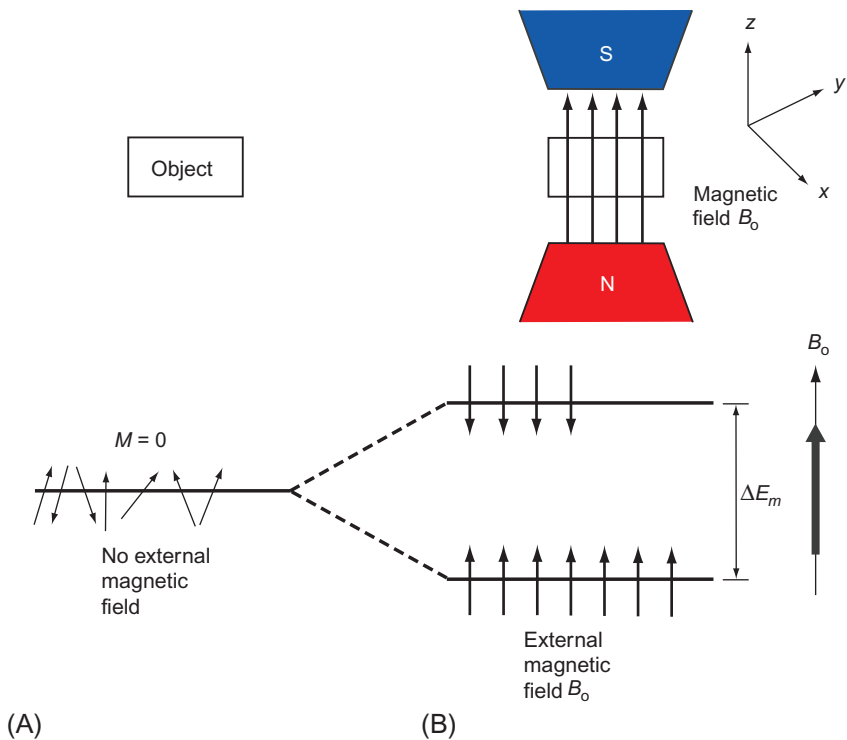 S
z
y
x
Object
Magnetic
field Bo
N
Bo
M = 0
ΔEm
No external
magnetic
field
External
magnetic
field Bo
(A)
(B)